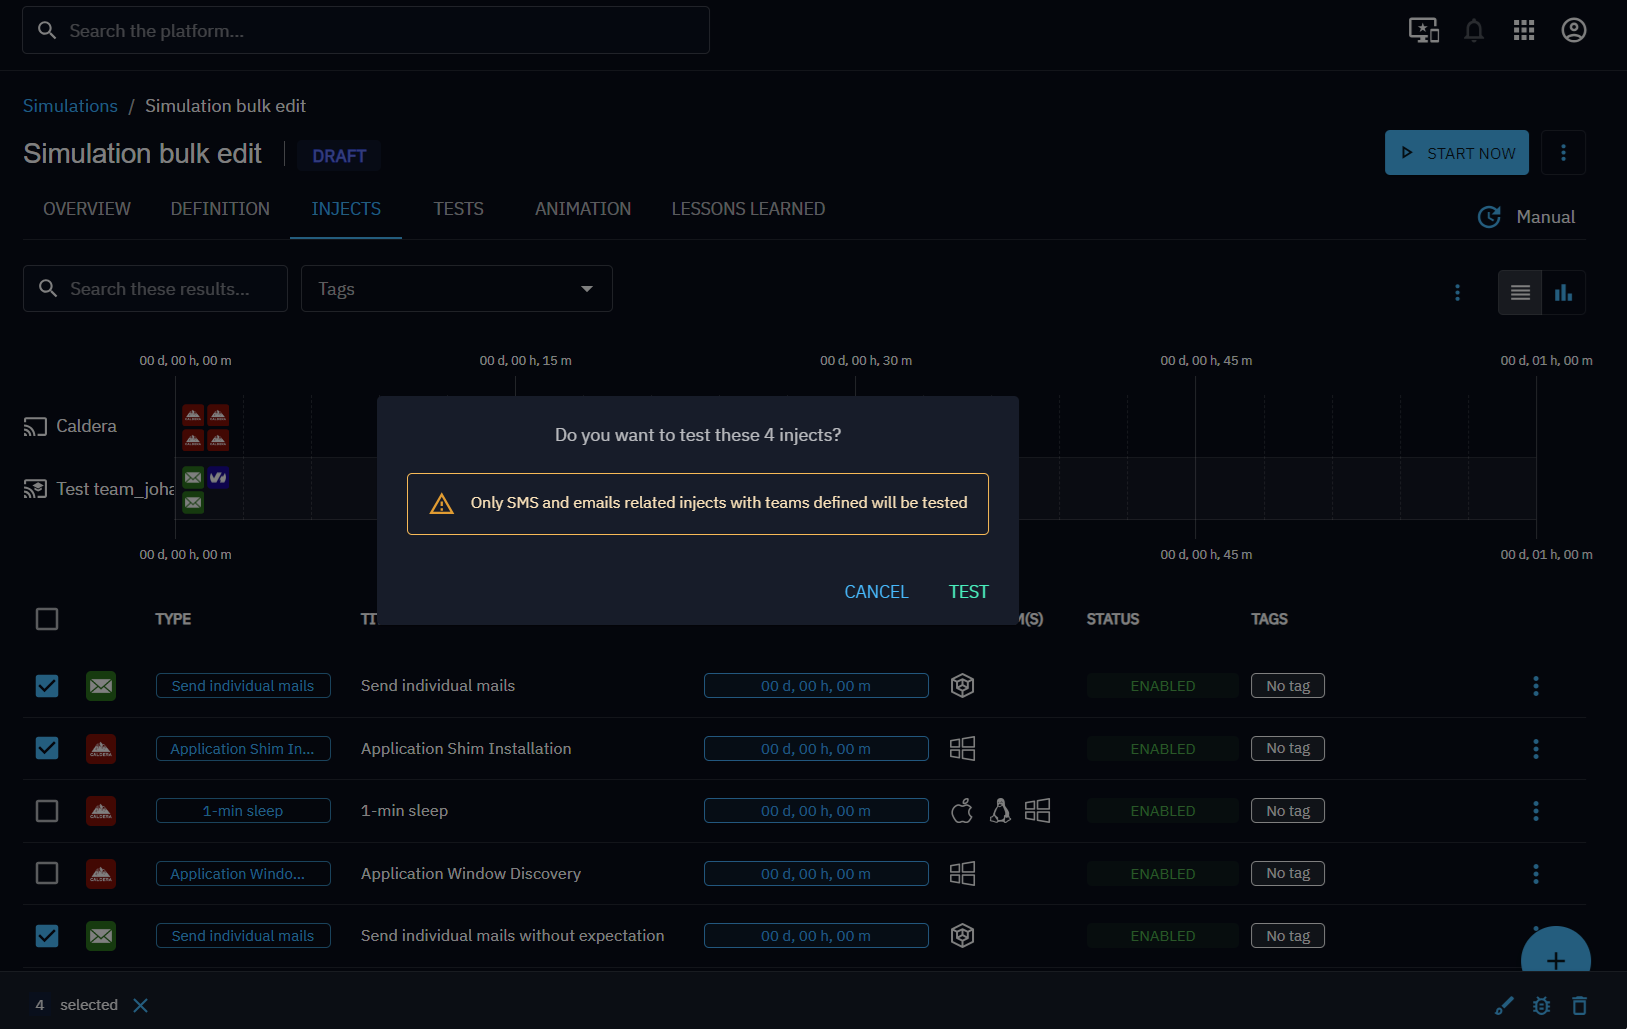 Search the platform...
Simulations / Simulation bulk edit
Simulation bulk edit DRAFT
START NOW
OVERVIEW DEFINITION INJECTS TESTS ANIMATION LESSONS LEARNED
Manual
Search these results... Tags
00 d, 00 h, 00 m 00 d, 00 h, 15 m 00 d, 00 h, 30 m 00 d, 00 h, 45 m 00 d, 01 h, 00 m
Caldera
Test team_joha
00 d, 00 h, 00 m 00 d, 00 h, 45 m 00 d, 01 h, 00 m
Do you want to test these 4 injects?
Only SMS and emails related injects with teams defined will be tested
CANCEL TEST
TYPE TI M(S) STATUS TAGS
Send individual mails Send individual mails 00 d, 00 h, 00 m ENABLED No tag
CALDERA Application Shim In... Application Shim Installation 00 d, 00 h, 00 m ENABLED No tag
CALDERA 1-min sleep 1-min sleep 00 d, 00 h, 00 m ENABLED No tag
CALDERA Application Windo... Application Window Discovery 00 d, 00 h, 00 m ENABLED No tag
Send individual mails Send individual mails without expectation 00 d, 00 h, 00 m ENABLED No tag
4 selected